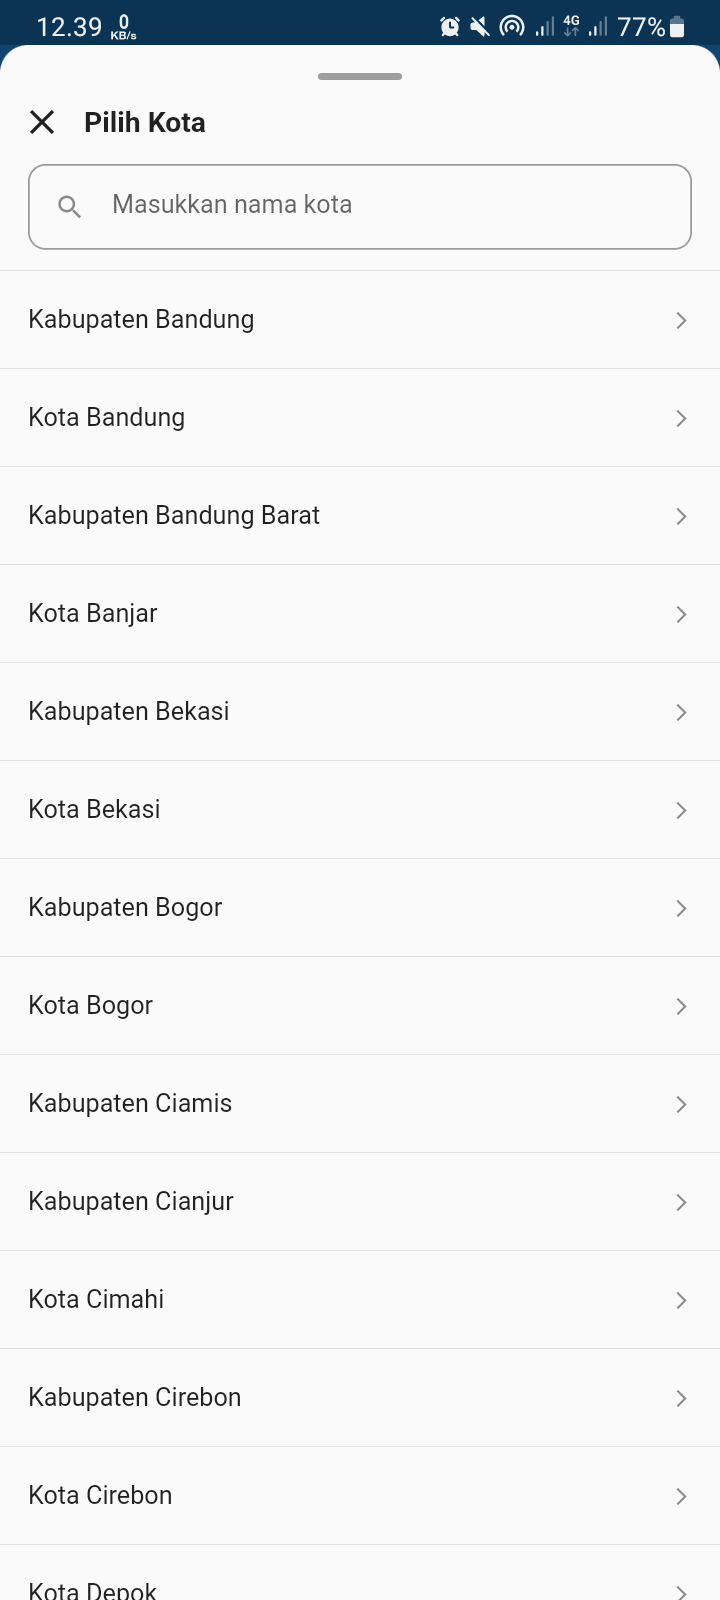 12.39 0 KB/s 4G 77%
Pilih Kota
Masukkan nama kota
Kabupaten Bandung
Kota Bandung
Kabupaten Bandung Barat
Kota Banjar
Kabupaten Bekasi
Kota Bekasi
Kabupaten Bogor
Kota Bogor
Kabupaten Ciamis
Kabupaten Cianjur
Kota Cimahi
Kabupaten Cirebon
Kota Cirebon
Kota Depok